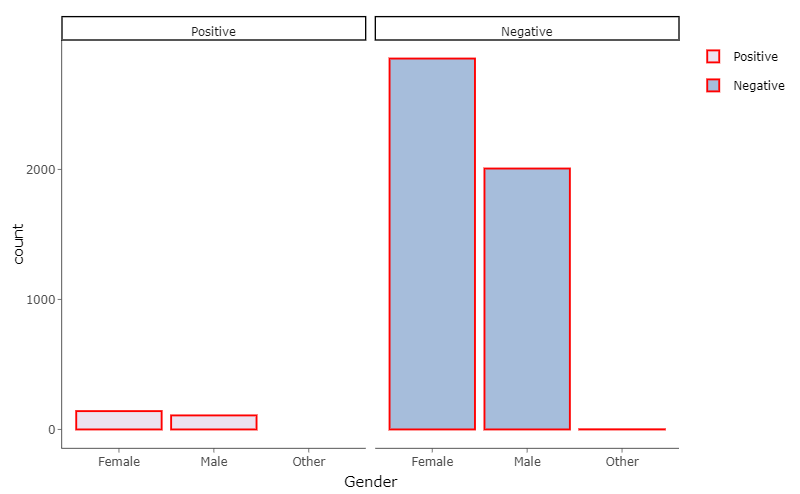 Positive
Negative
Positive
Negative
2000
1000
0
count
Female
Male
Other
Female
Male
Other
Gender